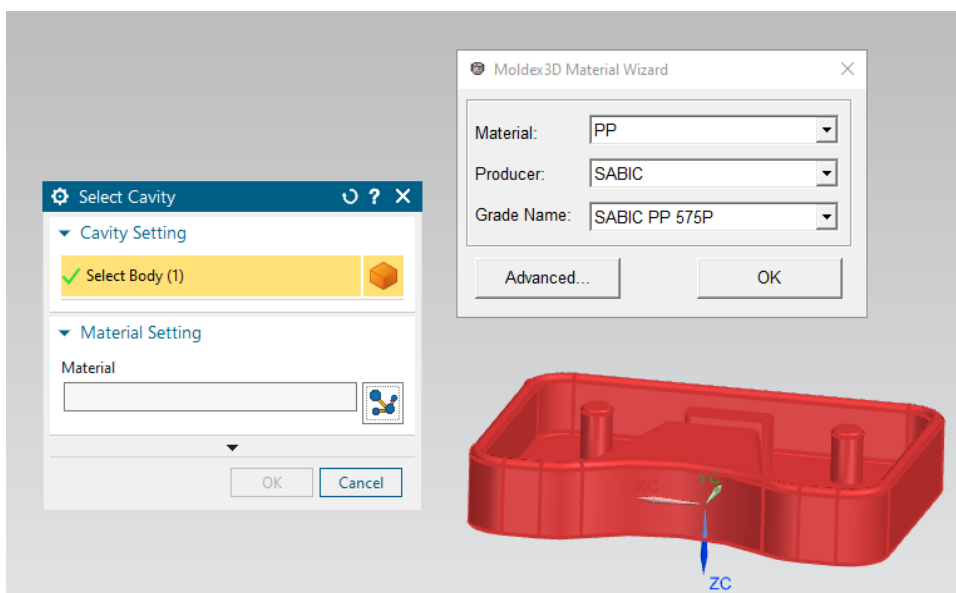 Moldex3D Material Wizard
Material:
PP
Producer:
SABIC
Grade Name:
SABIC PP 575P
Advanced...
OK
Select Cavity
?
Cavity Setting
Select Body (1)
Material Setting
Material
OK
Cancel
XC
YC
ZC